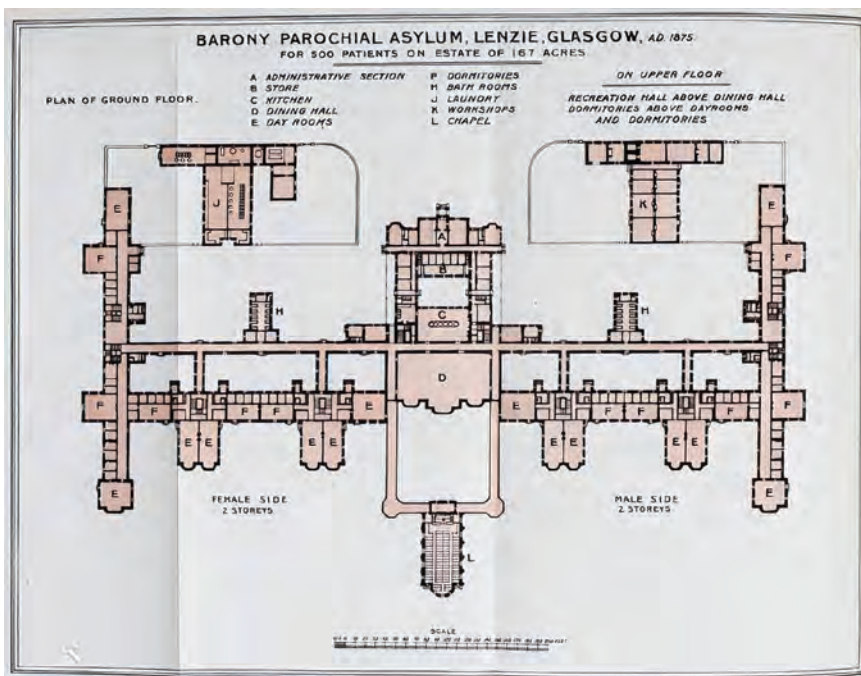 BARONY PAROCHIAL ASYLUM, LENZIE, GLASGOW, A.D. 1875.
FOR 500 PATIENTS ON ESTATE OF 167 ACRES.
PLAN OF GROUND FLOOR.
A ADMINISTRATIVE SECTION
B STORE
C KITCHEN
D DINING HALL
E DAY ROOMS
F DORMITORIES
H BATH ROOMS
J LAUNDRY
K WORKSHOPS
L CHAPEL
ON UPPER FLOOR
RECREATION HALL ABOVE DINING HALL
DORMITORIES ABOVE DAYROOMS
AND DORMITORIES
J
K
E
E
A
F
F
B
H
H
C
D
F
F
F
F
E
E
F
F
F
F
E
E
E
E
E
E
E
E
E
E
FEMALE SIDE
2 STOREYS
MALE SIDE
2 STOREYS
L
SCALE